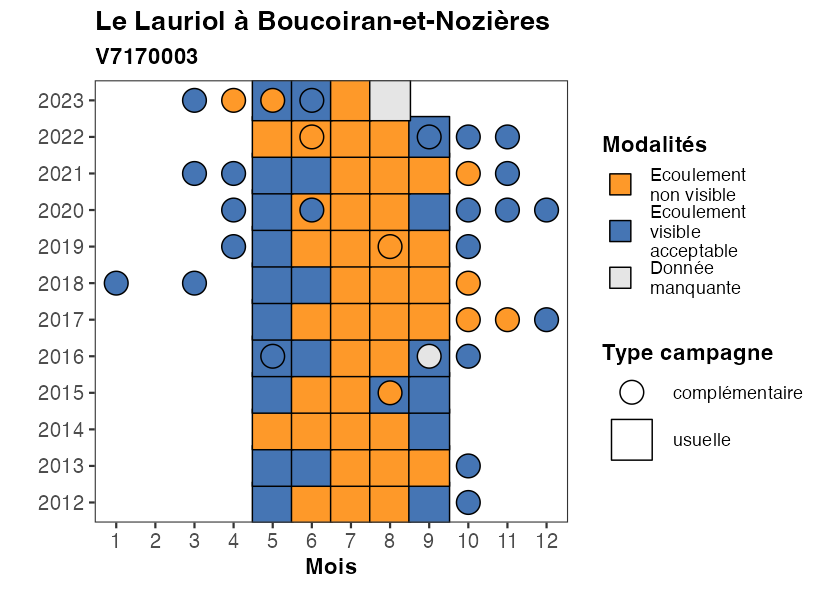 Le Lauriol à Boucoiran-et-Nozières
V7170003
2023
2022
2021
2020
2019
2018
2017
2016
2015
2014
2013
2012
1 2 3 4 5 6 7 8 9 10 11 12
Mois
Modalités
Ecoulement
non visible
Ecoulement
visible
acceptable
Donnée
manquante
Type campagne
complémentaire
usuelle